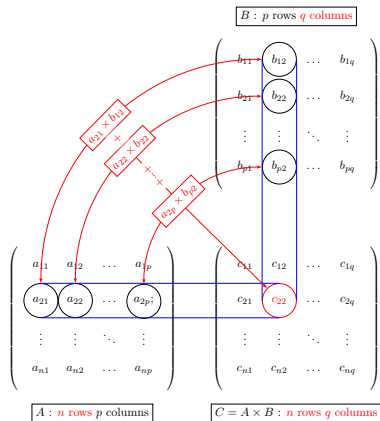 B : p rows q columns
b₁₁ b₁₂ … b₁q
b₂₁ b₂₂ … b₂q
⋮ ⋮ ⋱ ⋮
bp₁ bp₂ … bpq
a₂₁ × b₁₂
+
a₂₂ × b₂₂
+ … +
a₂p × bp₂
a₁₁ a₁₂ … a₁p
a₂₁ a₂₂ … a₂p;
⋮ ⋮ ⋱ ⋮
an₁ an₂ … anp
c₁₁ c₁₂ … c₁q
c₂₁ c₂₂ … c₂q
⋮ ⋮ ⋱ ⋮
cn₁ cn₂ … cnq
A : n rows p columns
C = A × B : n rows q columns